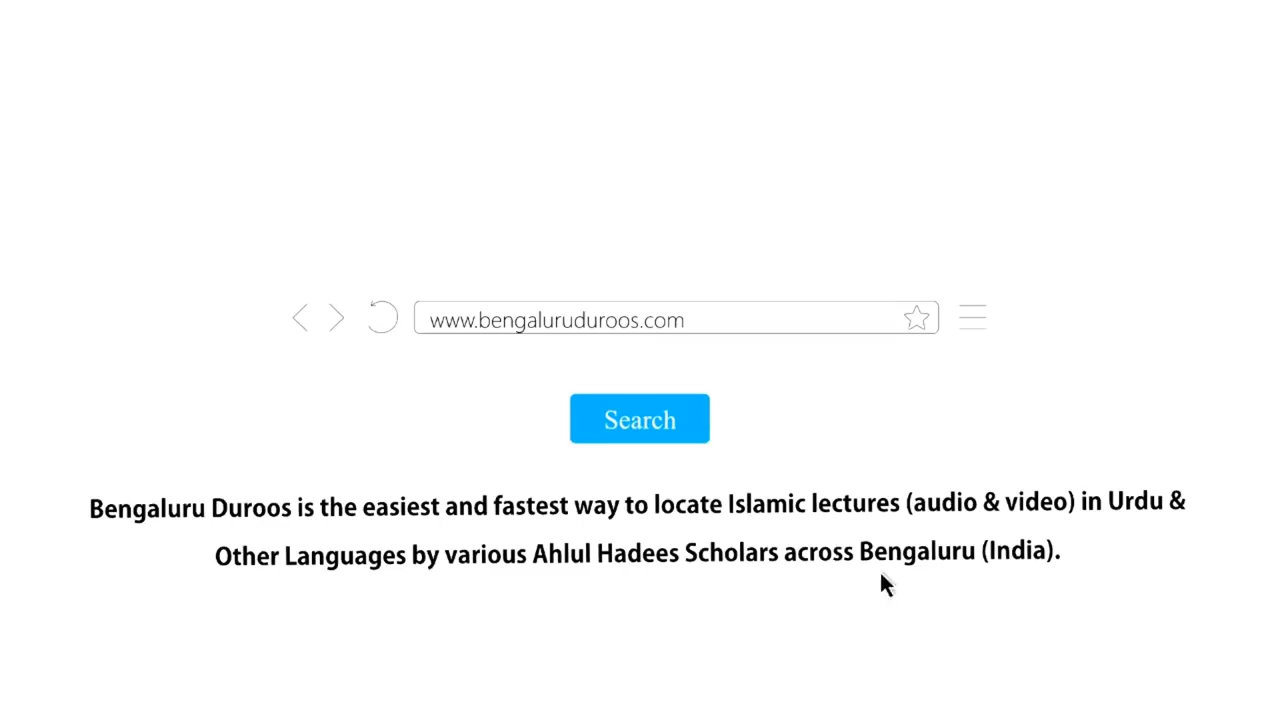 www.bengaluruduroos.com
Search
Bengaluru Duroos is the easiest and fastest way to locate Islamic lectures (audio & video) in Urdu &
Other Languages by various Ahlul Hadees Scholars across Bengaluru (India).